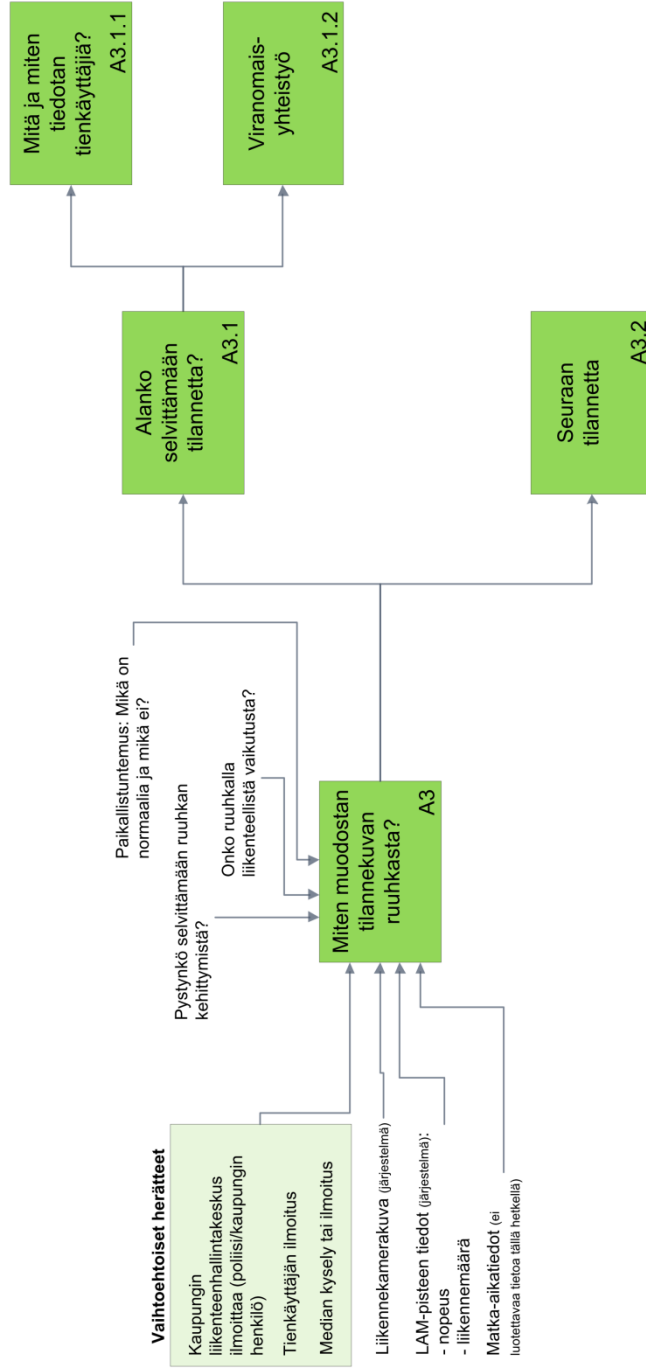 Vaihtoehtoiset herätteet
Kaupungin
liikenteenhallintakeskus
ilmoittaa (poliisi/kaupungin
henkilö)
Tienkäyttäjän ilmoitus
Median kysely tai ilmoitus
Liikennekamerakuva (järjestelmä)
LAM-pisteen tiedot (järjestelmä):
- nopeus
- liikennemäärä
Matka-aikatiedot (ei
luotettavaa tietoa tällä hetkellä)
Pystynkö selvittämään ruuhkan
kehittymistä?
Onko ruuhkalla
liikenteellistä vaikutusta?
Paikallistuntemus: Mikä on
normaalia ja mikä ei?
Miten muodostan
tilannekuvan
ruuhkasta?
A3
Alanko
selvittämään
tilannetta?
A3.1
Seuraan
tilannetta
A3.2
Mitä ja miten
tiedotan
tienkäyttäjiä?
A3.1.1
Viranomais-
yhteistyö
A3.1.2